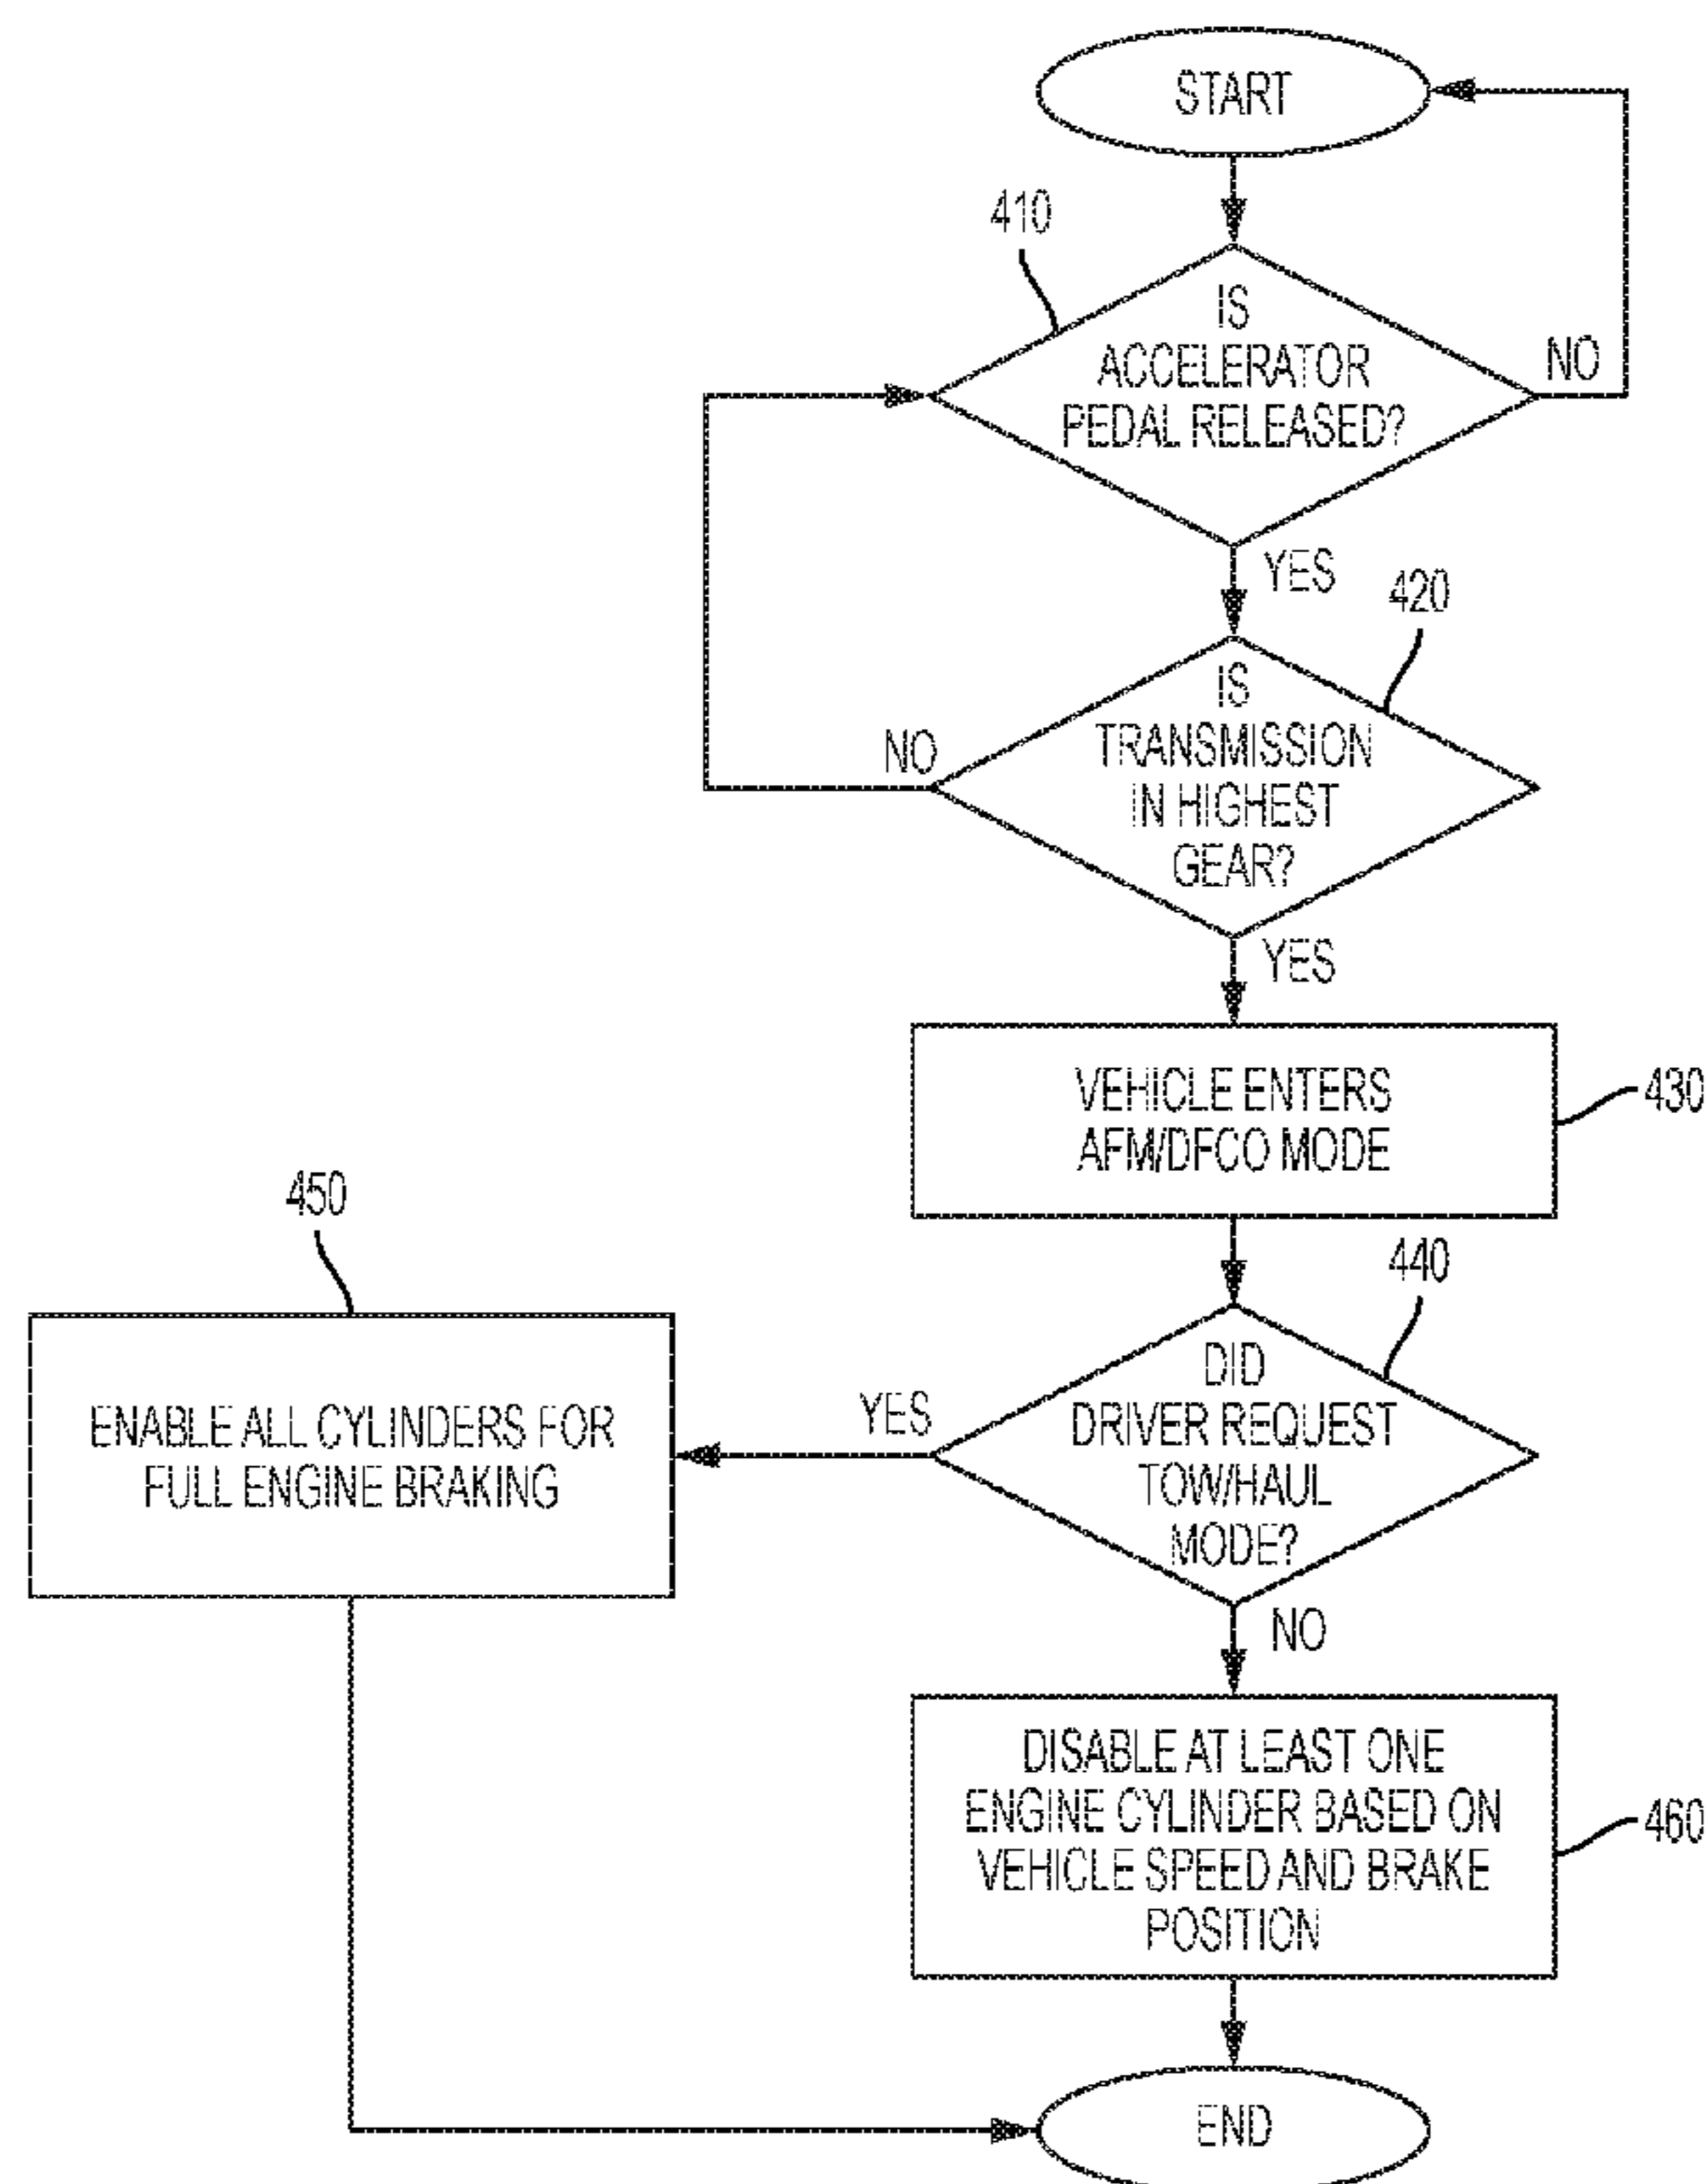 START
410
IS
ACCELERATOR
PEDAL RELEASED?
NO
YES
420
IS
TRANSMISSION
IN HIGHEST
GEAR?
NO
YES
VEHICLE ENTERS
AFM/DFCO MODE
430
440
DID
DRIVER REQUEST
TOW/HAUL
MODE?
YES
450
ENABLE ALL CYLINDERS FOR
FULL ENGINE BRAKING
NO
DISABLE AT LEAST ONE
ENGINE CYLINDER BASED ON
VEHICLE SPEED AND BRAKE
POSITION
460
END